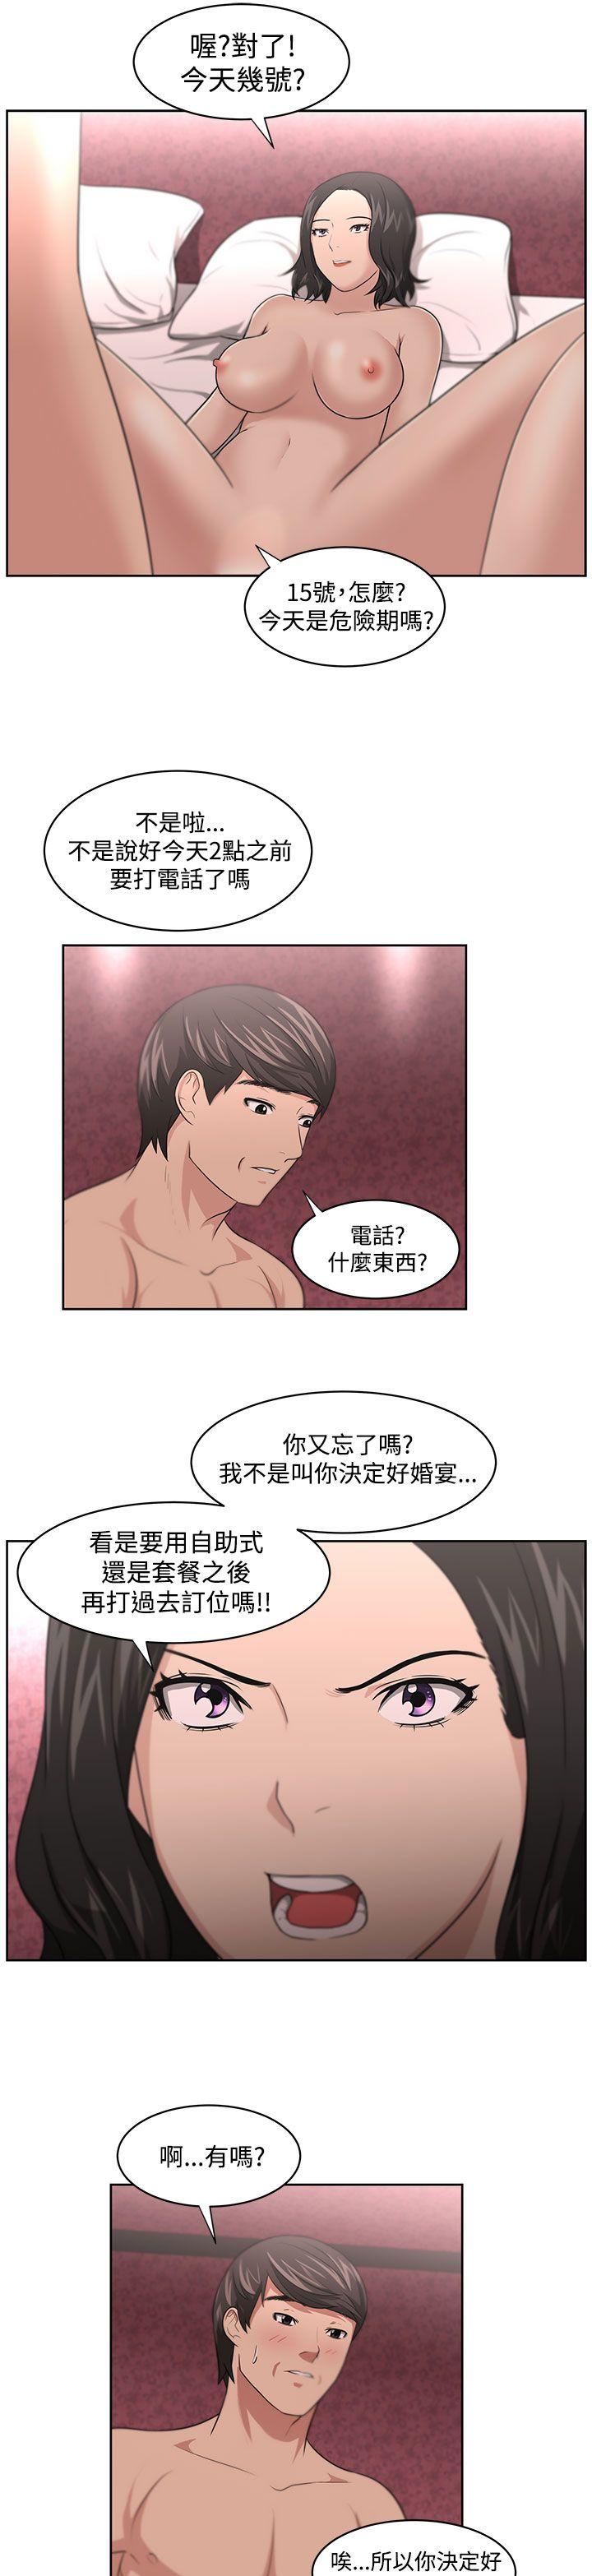 喔?對了!
今天幾號?
15號,怎麼?
今天是危險期嗎?
不是啦...
不是說好今天2點之前
要打電話了嗎
電話?
什麼東西?
你又忘了嗎?
我不是叫你決定好婚宴...
看是要用自助式
還是套餐之後
再打過去訂位嗎!!
啊...有嗎?
唉...所以你決定好